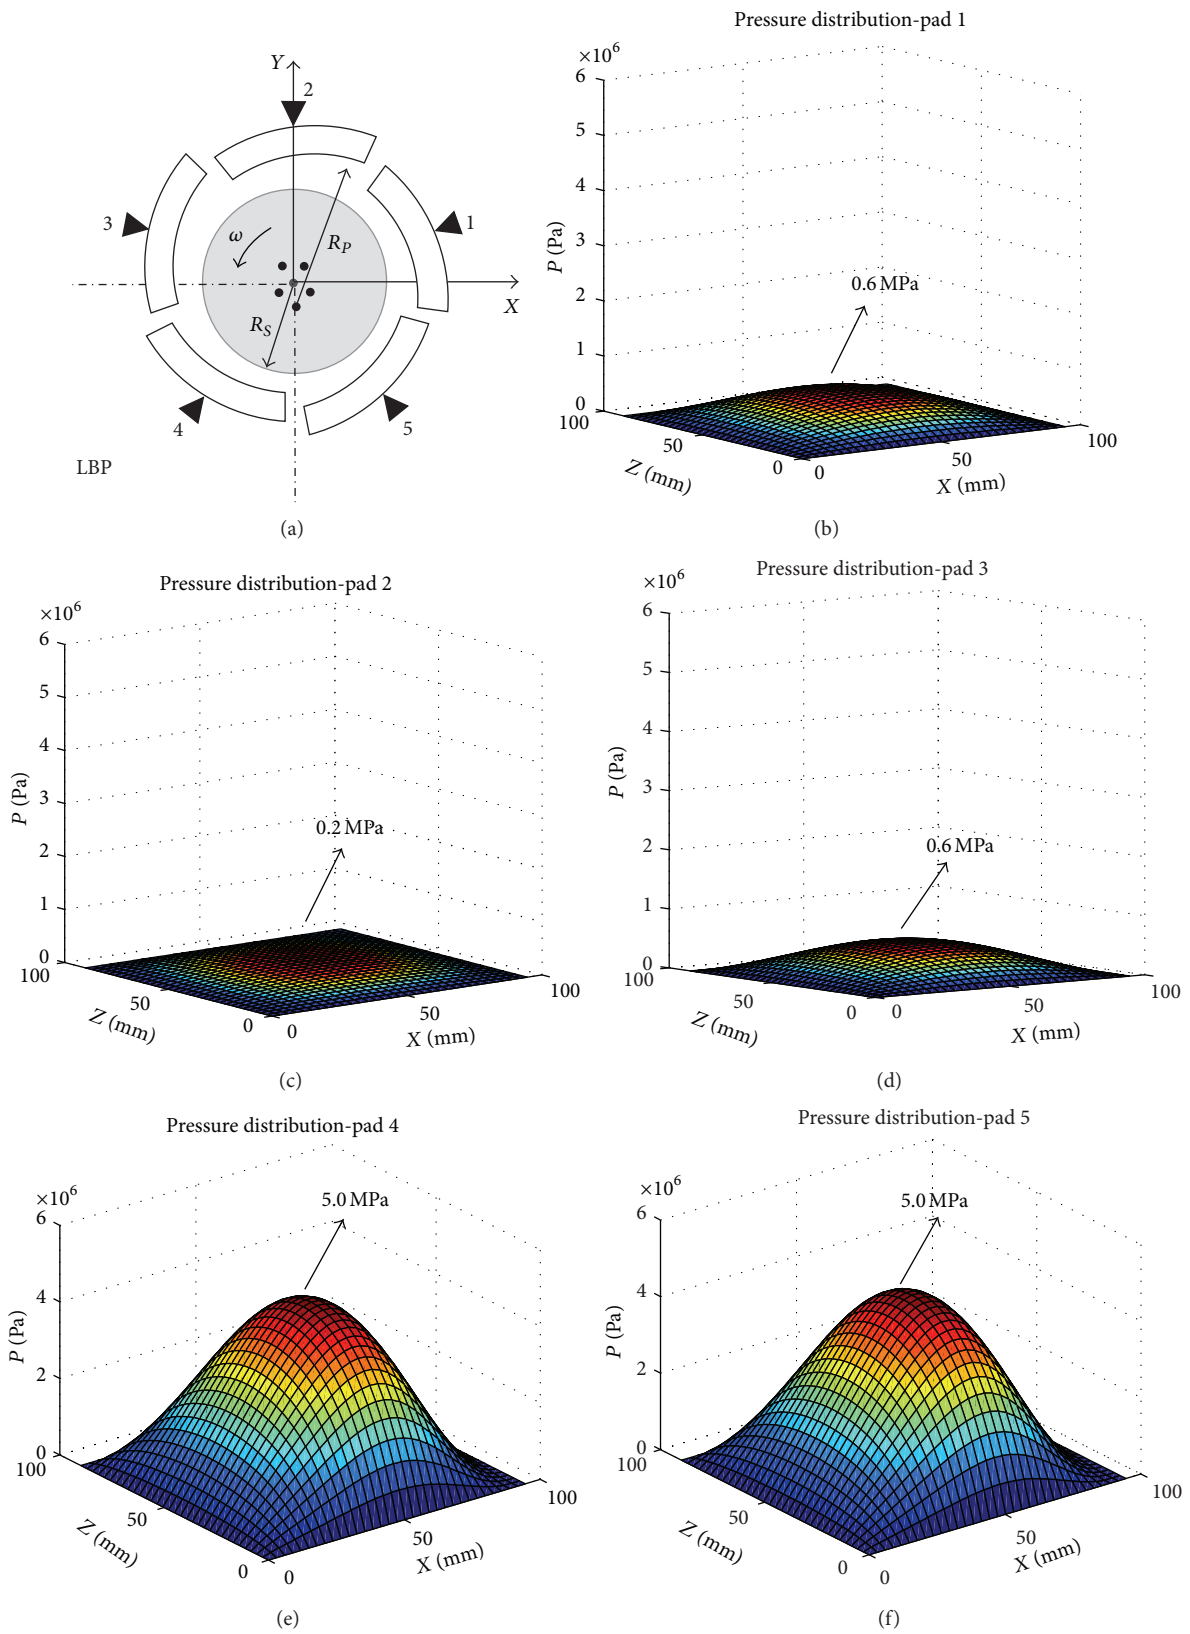 Y
2
3
1
ω
R_P
X
R_S
4
5
LBP
(a)
Pressure distribution-pad 1
×10^6
6
5
4
3
2
1
0
P (Pa)
0.6 MPa
100
50
0
Z (mm)
0
50
100
X (mm)
(b)
Pressure distribution-pad 2
×10^6
6
5
4
3
2
1
0
P (Pa)
0.2 MPa
100
50
0
Z (mm)
0
50
100
X (mm)
(c)
Pressure distribution-pad 3
×10^6
6
5
4
3
2
1
0
P (Pa)
0.6 MPa
100
50
0
Z (mm)
0
50
100
X (mm)
(d)
Pressure distribution-pad 4
×10^6
6
4
2
0
P (Pa)
5.0 MPa
100
50
0
Z (mm)
0
50
100
X (mm)
(e)
Pressure distribution-pad 5
×10^6
6
4
2
0
P (Pa)
5.0 MPa
100
50
0
Z (mm)
0
50
100
X (mm)
(f)